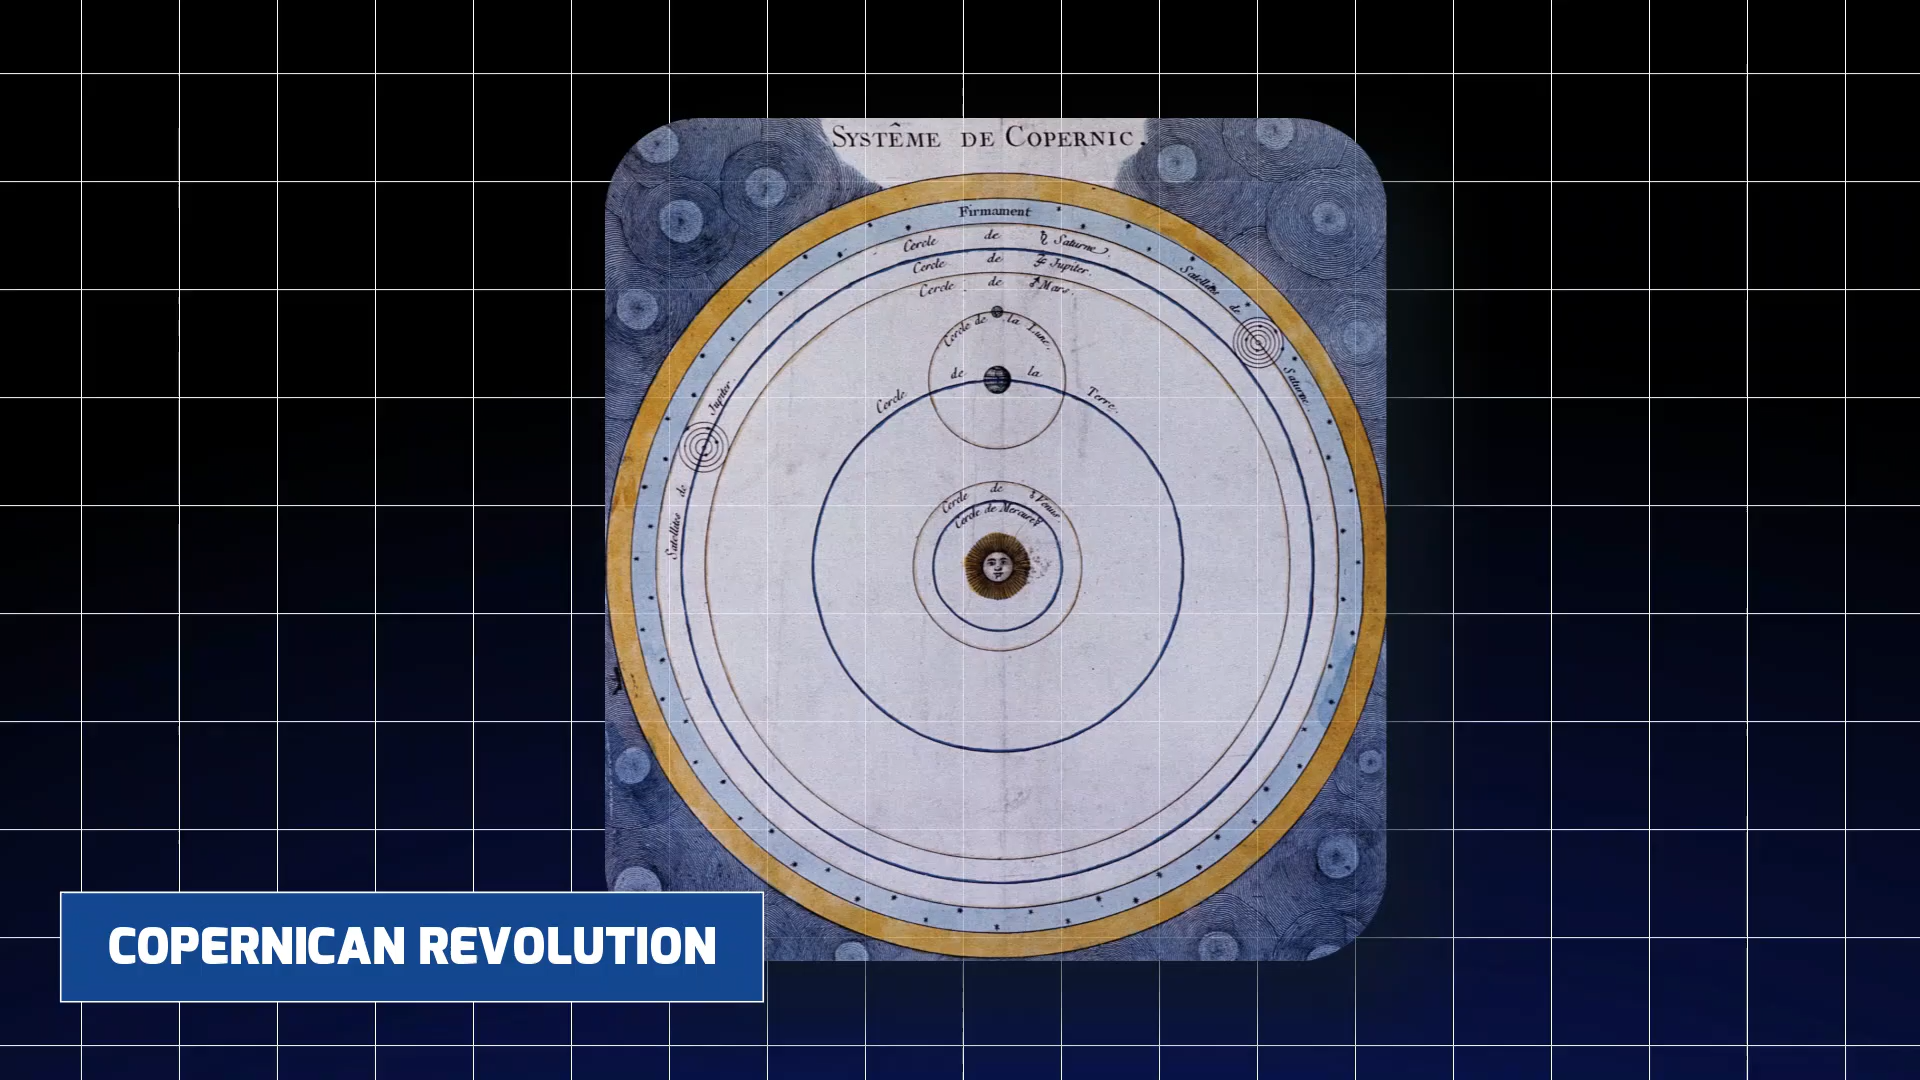 SYSTÊME DE COPERNIC.
Firmament
Cercle de ♄ Saturne
Cercle de ♃ Jupiter.
Cercle de ♂ Mars.
Satellites de Saturne.
Cercle de la Lune.
Cercle de la Terre.
Satellites de Jupiter.
Cercle de ♀ Venus.
Cercle de Mercure ☿
COPERNICAN REVOLUTION